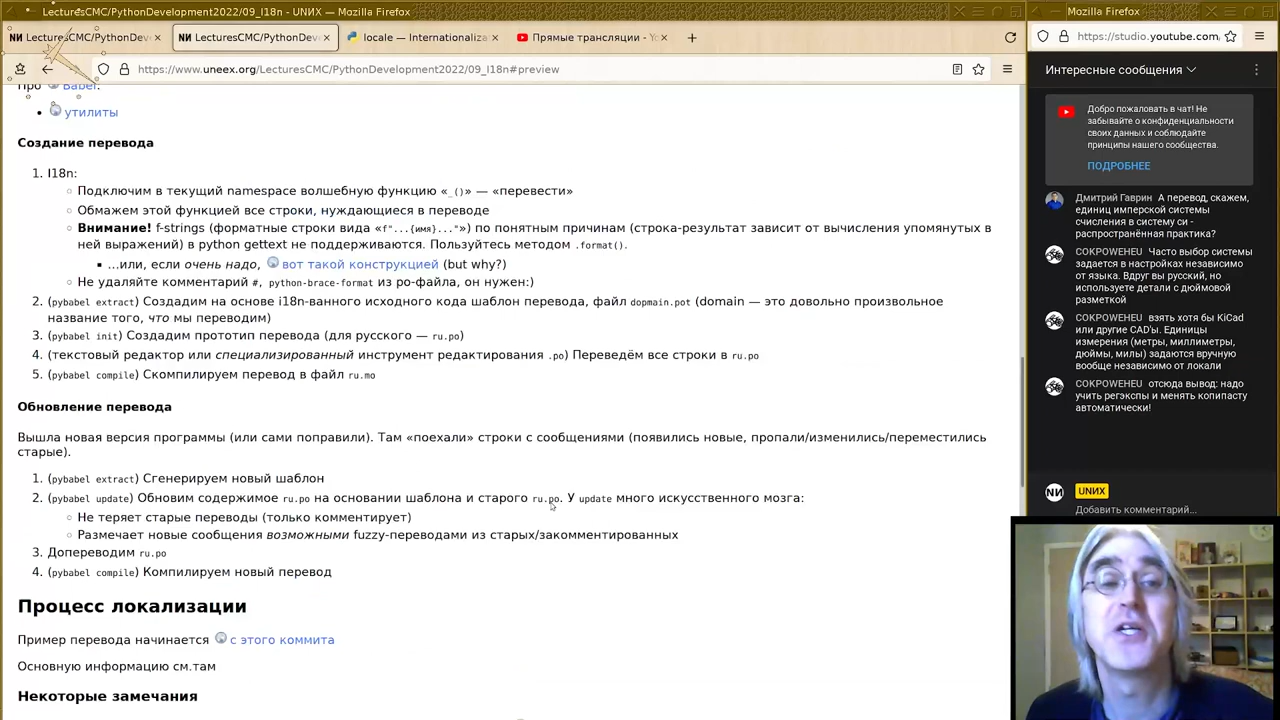 LecturesCMC/PythonDevelopment2022/09_I18n - UNИX — Mozilla Firefox
Mozilla Firefox
LecturesCMC/PythonDeve
LecturesCMC/PythonDeve
locale — Internationaliza
Прямые трансляции - Yo
https://www.uneex.org/LecturesCMC/PythonDevelopment2022/09_I18n#preview
https://studio.youtube.com/
Про Babel:
утилиты
Создание перевода
1. I18n:
Подключим в текущий namespace волшебную функцию «_()» — «перевести»
Обмажем этой функцией все строки, нуждающиеся в переводе
Внимание! f-strings (форматные строки вида «f"...{имя}..."») по понятным причинам (строка-результат зависит от вычисления упомянутых в
ней выражений) в python gettext не поддерживаются. Пользуйтесь методом .format().
…или, если очень надо, вот такой конструкцией (but why?)
Не удаляйте комментарий #, python-brace-format из po-файла, он нужен:)
2. (pybabel extract) Создадим на основе i18n-ванного исходного кода шаблон перевода, файл dopmain.pot (domain — это довольно произвольное
название того, что мы переводим)
3. (pybabel init) Создадим прототип перевода (для русского — ru.po)
4. (текстовый редактор или специализированный инструмент редактирования .po) Переведём все строки в ru.po
5. (pybabel compile) Скомпилируем перевод в файл ru.mo
Обновление перевода
Вышла новая версия программы (или сами поправили). Там «поехали» строки с сообщениями (появились новые, пропали/изменились/переместились
старые).
1. (pybabel extract) Сгенерируем новый шаблон
2. (pybabel update) Обновим содержимое ru.po на основании шаблона и старого ru.po. У update много искусственного мозга:
Не теряет старые переводы (только комментирует)
Размечает новые сообщения возможными fuzzy-переводами из старых/закомментированных
3. Допереводим ru.po
4. (pybabel compile) Компилируем новый перевод
Процесс локализации
Пример перевода начинается с этого коммита
Основную информацию см.там
Некоторые замечания
Интересные сообщения
Добро пожаловать в чат! Не
забывайте о конфиденциальности
своих данных и соблюдайте
принципы нашего сообщества.
ПОДРОБНЕЕ
Дмитрий Гаврин А перевод, скажем,
единиц имперской системы
счисления в систему си -
распространённая практика?
COKPOWEHEU Часто выбор системы
задается в настройках независимо
от языка. Вдруг вы русский, но
используете детали с дюймовой
разметкой
COKPOWEHEU взять хотя бы KiCad
или другие CAD'ы. Единицы
измерения (метры, миллиметры,
дюймы, милы) задаются вручную
вообще независимо от локали
COKPOWEHEU отсюда вывод: надо
учить регэкспы и менять копипасту
автоматически!
UNИX
Добавить комментарий...